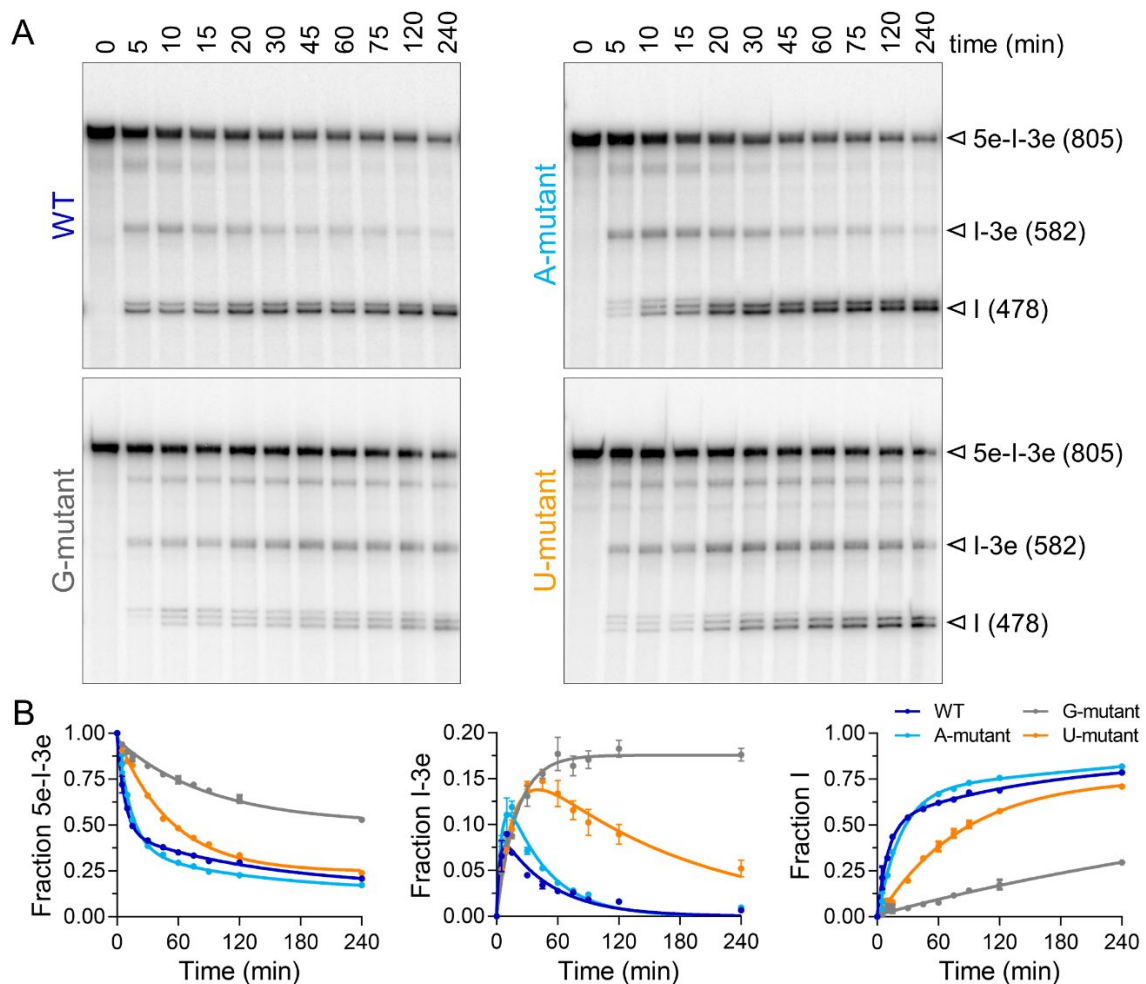 A
0 5 10 15 20 30 45 60 75 120 240
0 5 10 15 20 30 45 60 75 120 240 time (min)
WT
A-mutant
5e-I-3e (805)
I-3e (582)
I (478)
G-mutant
U-mutant
5e-I-3e (805)
I-3e (582)
I (478)
B
WT
G-mutant
A-mutant
U-mutant
Fraction 5e-I-3e
1.00
0.75
0.50
0.25
0.00
0 60 120 180 240
Time (min)
Fraction I-3e
0.20
0.15
0.10
0.05
0.00
0 60 120 180 240
Time (min)
Fraction I
1.00
0.75
0.50
0.25
0.00
0 60 120 180 240
Time (min)